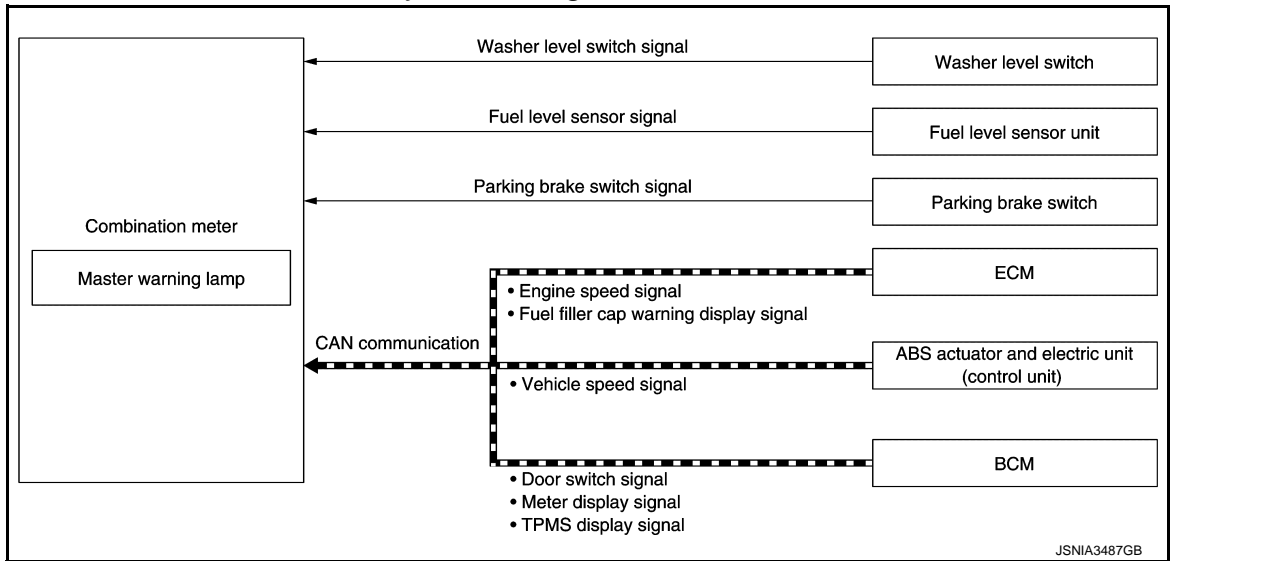 Washer level switch signal
Washer level switch
Fuel level sensor signal
Fuel level sensor unit
Parking brake switch signal
Parking brake switch
Combination meter
Master warning lamp
ECM
• Engine speed signal
• Fuel filler cap warning display signal
CAN communication
ABS actuator and electric unit
(control unit)
• Vehicle speed signal
BCM
• Door switch signal
• Meter display signal
• TPMS display signal
JSNIA3487GB